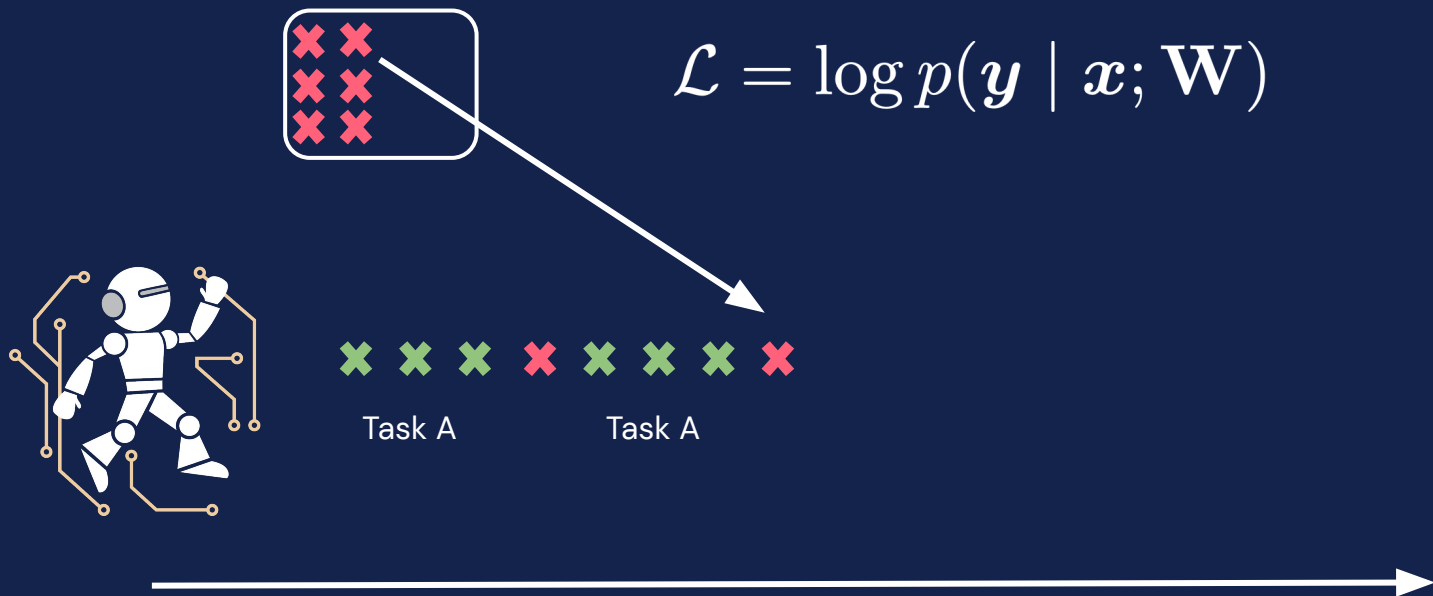 ℒ = log p(𝒚 | 𝒙; 𝐖)
Task A Task A